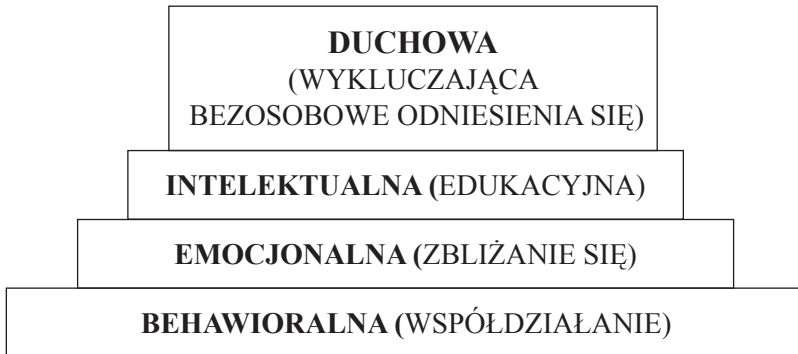 DUCHOWA
(WYKLUCZAJĄCA
BEZOSOBOWE ODNIESIENIA SIĘ)
INTELEKTUALNA (EDUKACYJNA)
EMOCJONALNA (ZBLIŻANIE SIĘ)
BEHAWIORALNA (WSPÓŁDZIAŁANIE)